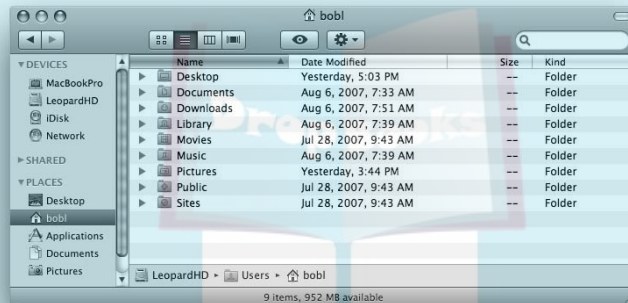 bobl
DEVICES
MacBookPro
LeopardHD
iDisk
Network
SHARED
PLACES
Desktop
bobl
Applications
Documents
Pictures
Name Date Modified Size Kind
Desktop Yesterday, 5:03 PM -- Folder
Documents Aug 6, 2007, 7:33 AM -- Folder
Downloads Aug 6, 2007, 7:51 AM -- Folder
Library Aug 6, 2007, 7:39 AM -- Folder
Movies Jul 28, 2007, 9:43 AM -- Folder
Music Aug 6, 2007, 7:39 AM -- Folder
Pictures Yesterday, 3:44 PM -- Folder
Public Jul 28, 2007, 9:43 AM -- Folder
Sites Jul 28, 2007, 9:43 AM -- Folder
LeopardHD ▸ Users ▸ bobl
9 items, 952 MB available